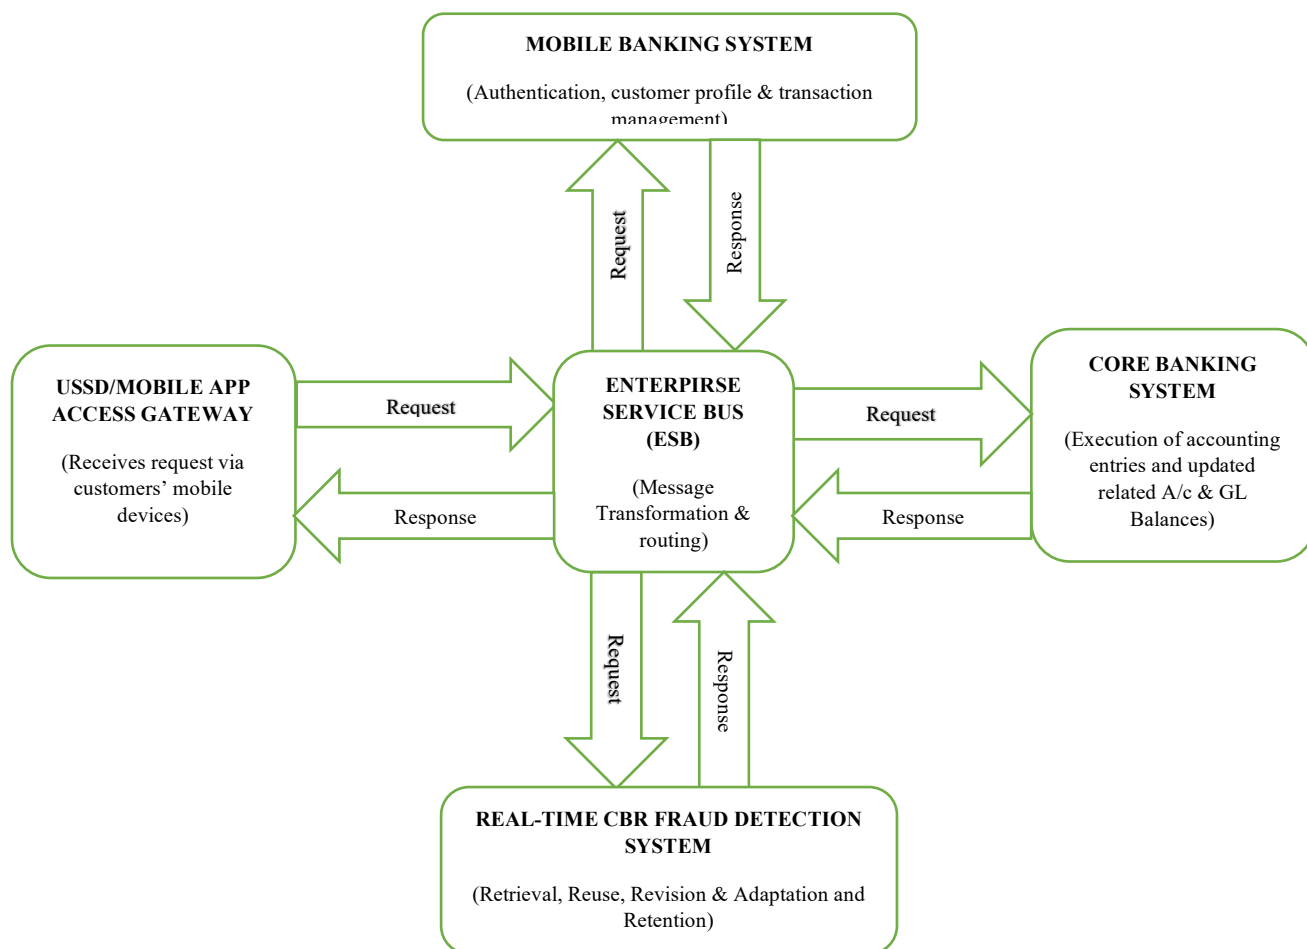 MOBILE BANKING SYSTEM
(Authentication, customer profile & transaction
management)
Request
Response
USSD/MOBILE APP
ACCESS GATEWAY
(Receives request via
customers’ mobile
devices)
Request
Response
ENTERPIRSE
SERVICE BUS
(ESB)
(Message
Transformation &
routing)
Request
Response
CORE BANKING
SYSTEM
(Execution of accounting
entries and updated
related A/c & GL
Balances)
Request
Response
REAL-TIME CBR FRAUD DETECTION
SYSTEM
(Retrieval, Reuse, Revision & Adaptation and
Retention)